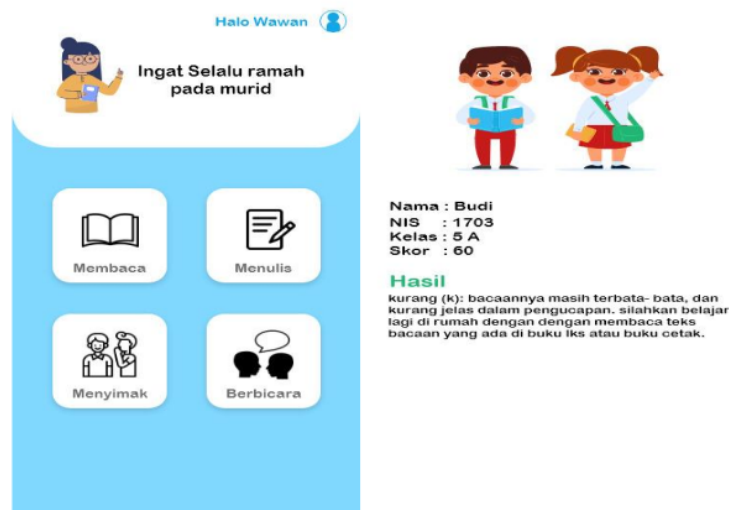 Halo Wawan
Ingat Selalu ramah
pada murid
Membaca
Menulis
Menyimak
Berbicara
Nama : Budi
NIS : 1703
Kelas : 5 A
Skor : 60
Hasil
kurang (k): bacaannya masih terbata- bata, dan
kurang jelas dalam pengucapan. silahkan belajar
lagi di rumah dengan dengan membaca teks
bacaan yang ada di buku lks atau buku cetak.